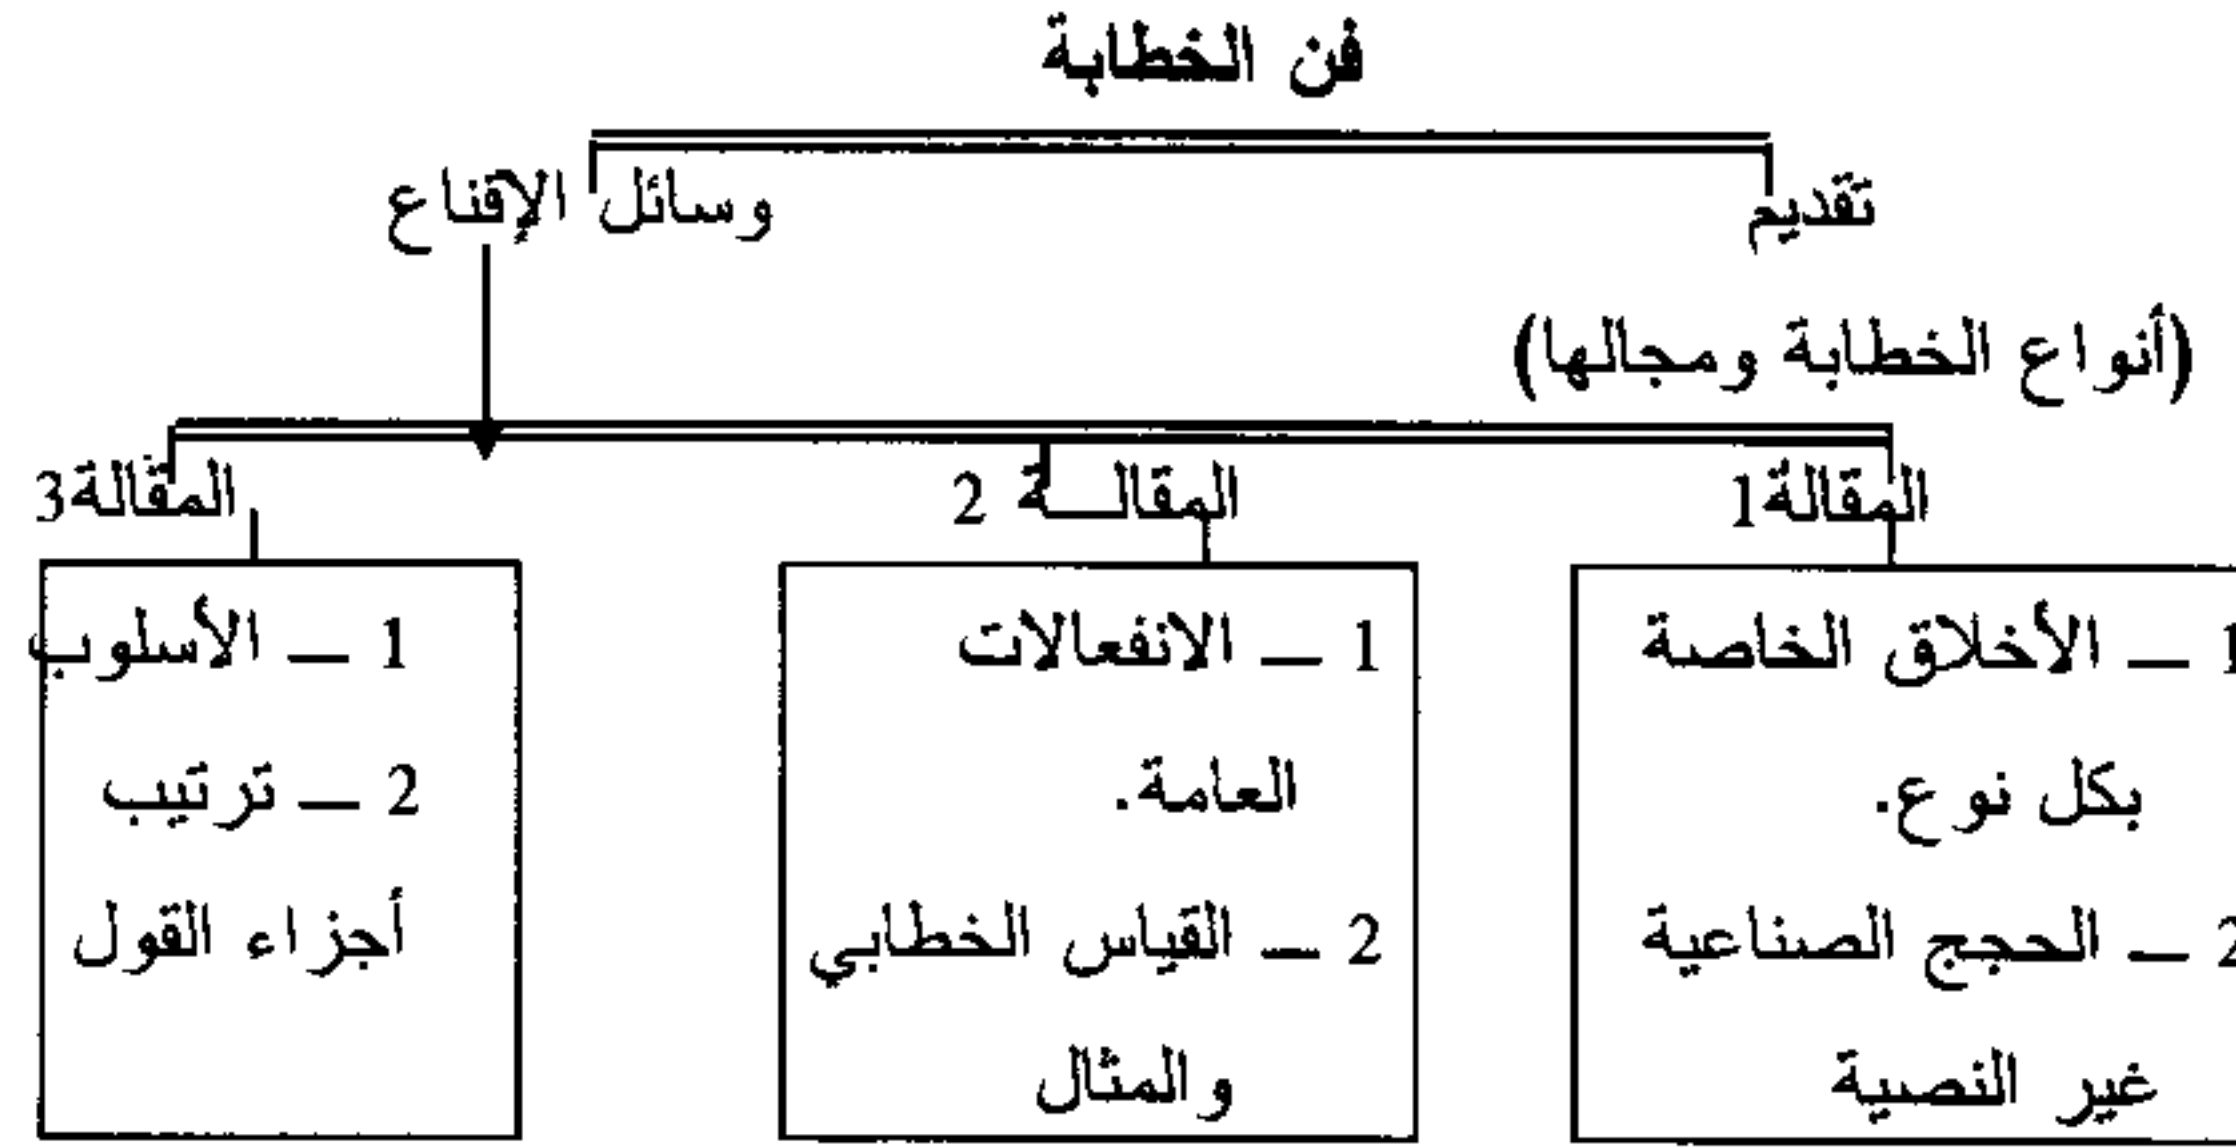 فن الخطابة
تقديم
وسائل الإقناع
(أنواع الخطابة ومجالها)
المقالة1
1 ـ الأخلاق الخاصة
بكل نوع.
2 ـ الحجج الصناعية
غير النصية
المقالـــة 2
1 ـ الانفعالات
العامة.
2 ـ القياس الخطابي
والمثال
المقالة3
1 ـ الأسلوب
2 ـ ترتيب
أجزاء القول